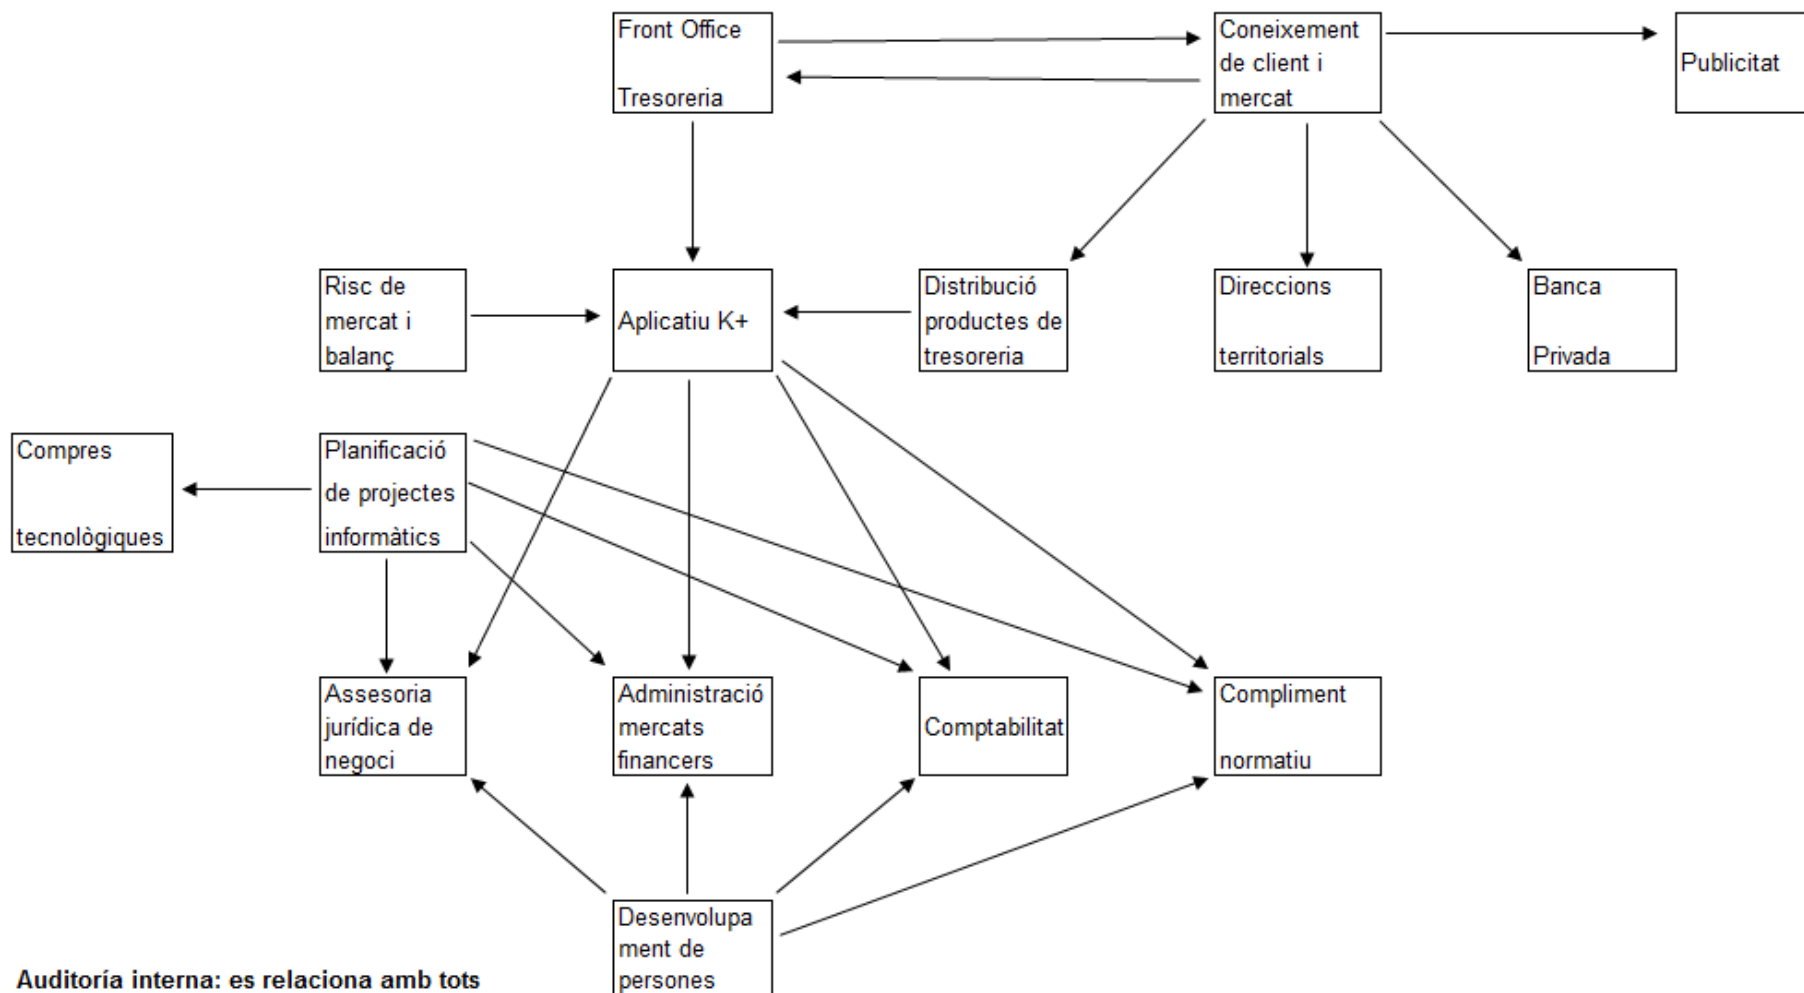 Front Office
Tresoreria
Coneixement
de client i
mercat
Publicitat
Risc de
mercat i
balanç
Aplicatiu K+
Distribució
productes de
tresoreria
Direccions
territorials
Banca
Privada
Compres
tecnològiques
Planificació
de projectes
informàtics
Assesoria
jurídica de
negoci
Administració
mercats
financers
Comptabilitat
Compliment
normatiu
Desenvolupa
ment de
persones
Auditoría interna: es relaciona amb tots